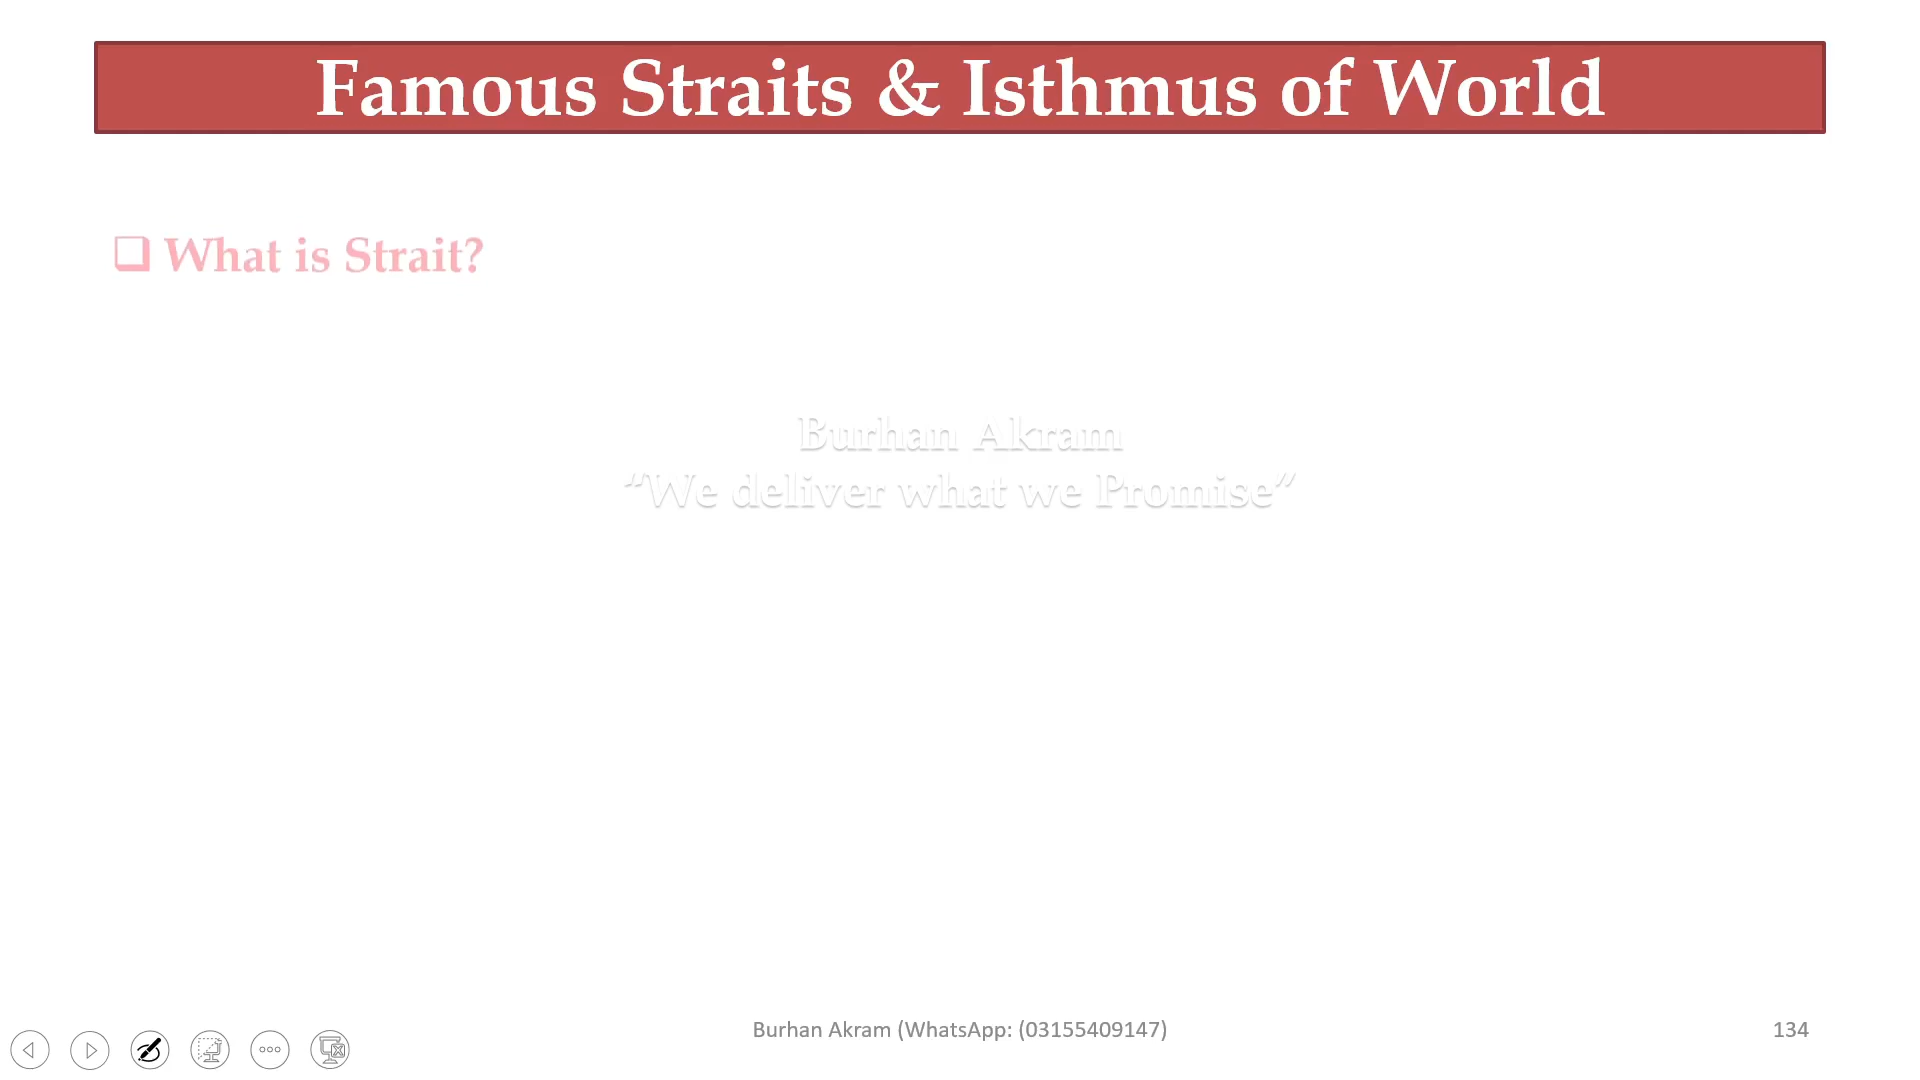 Famous Straits & Isthmus of World
❑ What is Strait?
Burhan Akram
“We deliver what we Promise”
Burhan Akram (WhatsApp: (03155409147)
134